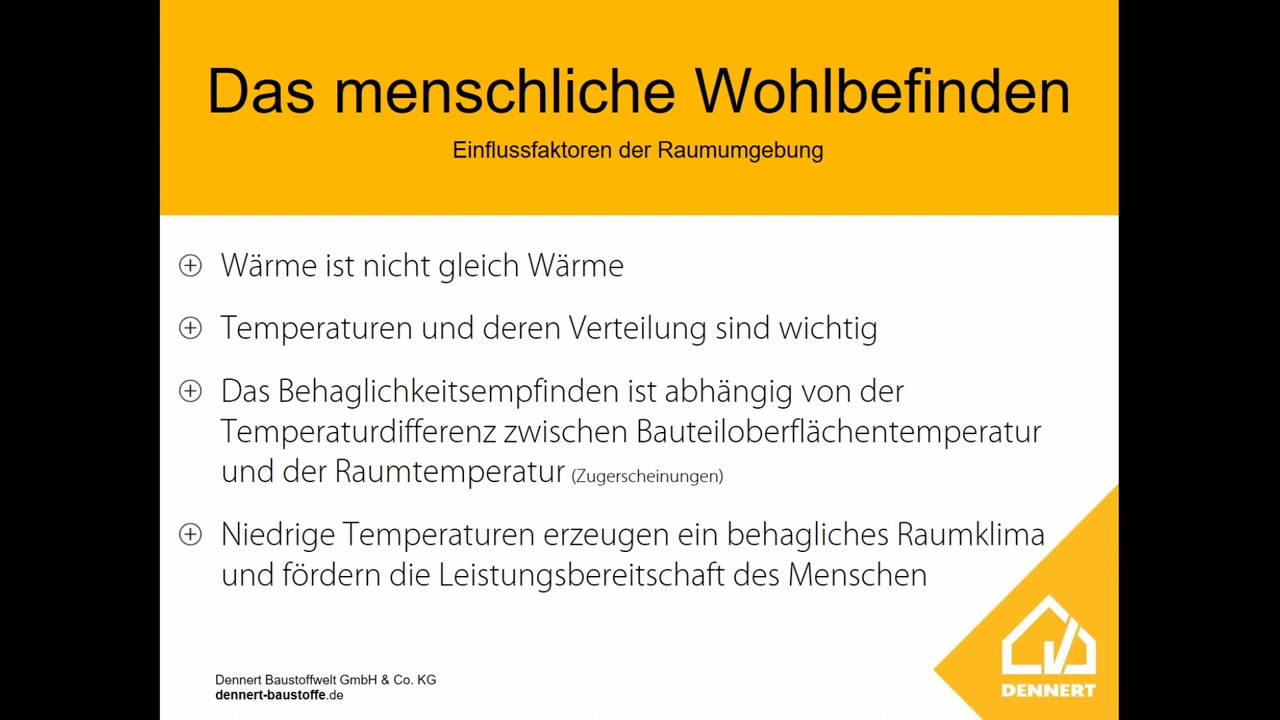 Das menschliche Wohlbefinden
Einflussfaktoren der Raumumgebung
Wärme ist nicht gleich Wärme
Temperaturen und deren Verteilung sind wichtig
Das Behaglichkeitsempfinden ist abhängig von der
Temperaturdifferenz zwischen Bauteiloberflächentemperatur
und der Raumtemperatur (Zugerscheinungen)
Niedrige Temperaturen erzeugen ein behagliches Raumklima
und fördern die Leistungsbereitschaft des Menschen
Dennert Baustoffwelt GmbH & Co. KG
dennert-baustoffe.de
DENNERT